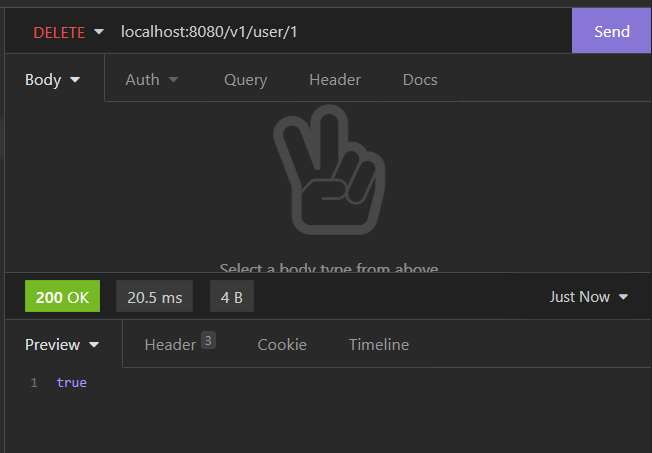 DELETE localhost:8080/v1/user/1 Send
Body Auth Query Header Docs
Select a body type from above
200 OK 20.5 ms 4 B Just Now
Preview Header 3 Cookie Timeline
1 true